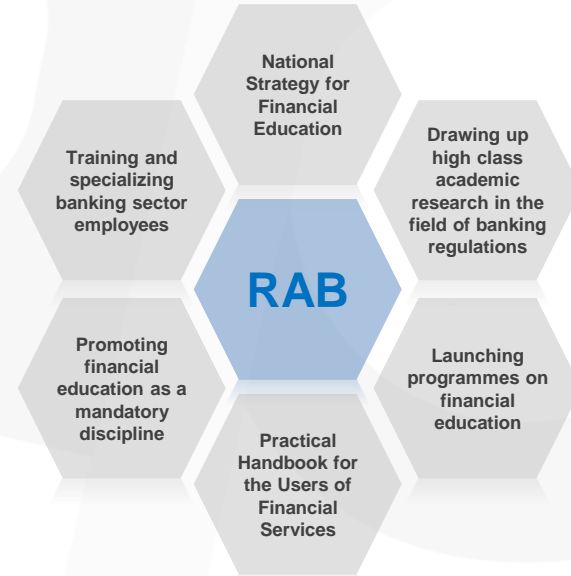 National
Strategy for
Financial
Education
Training and
specializing
banking sector
employees
Drawing up
high class
academic
research in the
field of banking
regulations
RAB
Promoting
financial
education as a
mandatory
discipline
Launching
programmes on
financial
education
Practical
Handbook for
the Users of
Financial
Services